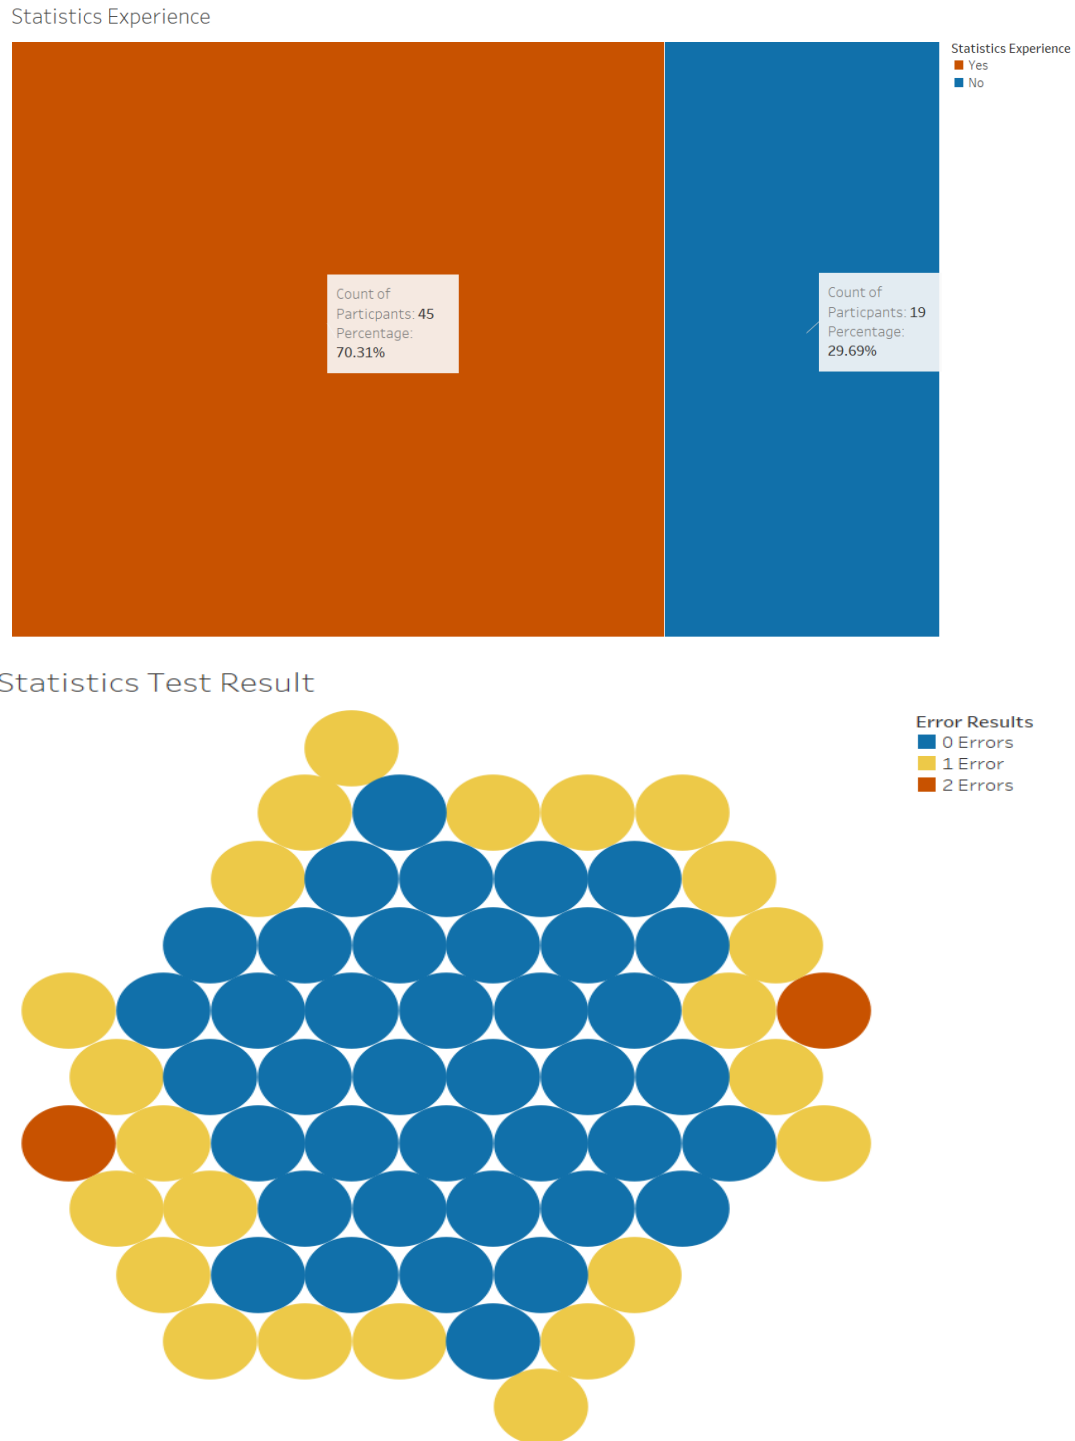 Statistics Experience
Statistics Experience
Yes
No
Count of
Particpants: 45
Percentage:
70.31%
Count of
Particpants: 19
Percentage:
29.69%
Statistics Test Result
Error Results
0 Errors
1 Error
2 Errors